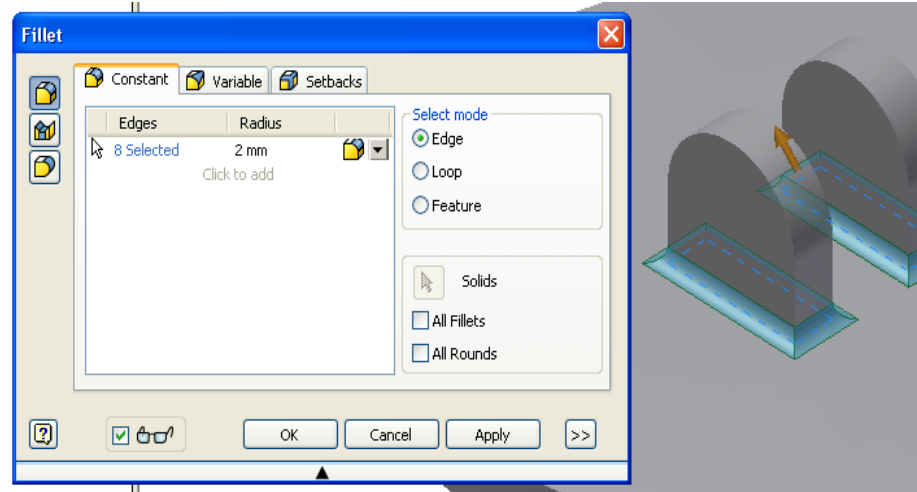 Fillet
Constant Variable Setbacks
Edges Radius
8 Selected 2 mm
Click to add
Select mode
Edge
Loop
Feature
Solids
All Fillets
All Rounds
OK Cancel Apply >>